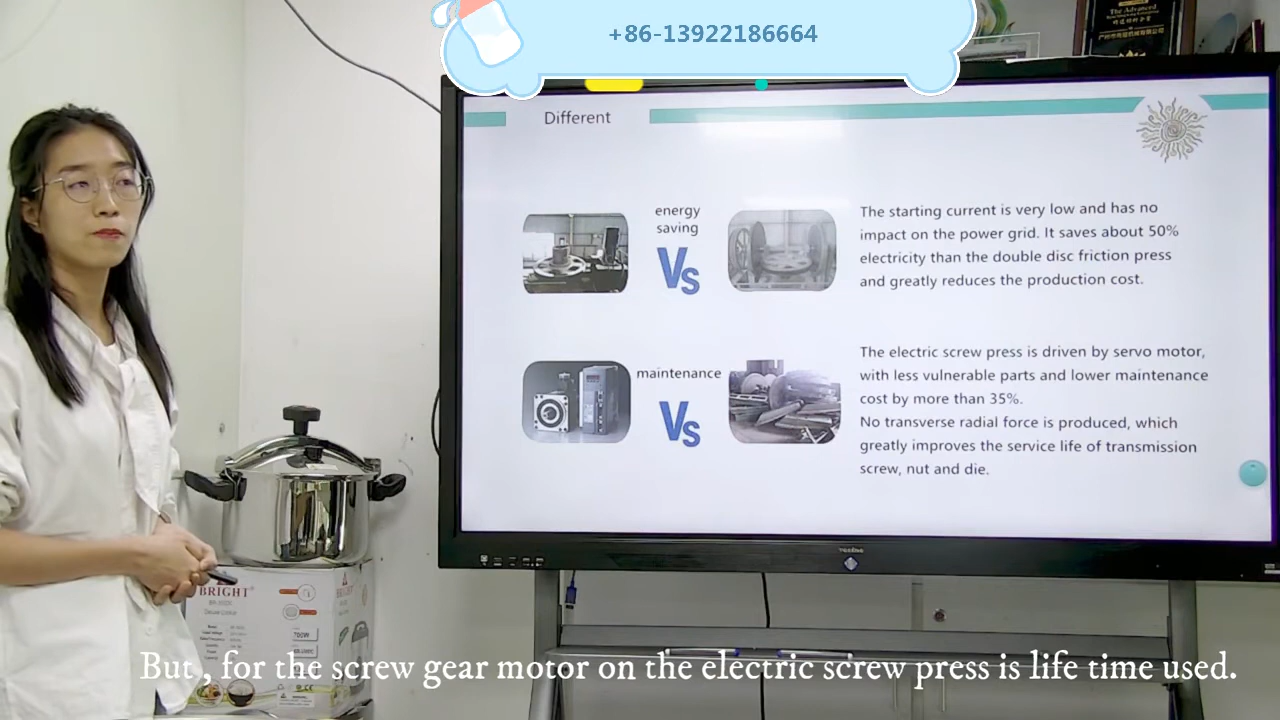 +86-13922186664
The Advanced
Different
energy
saving
Vs
The starting current is very low and has no
impact on the power grid. It saves about 50%
electricity than the double disc friction press
and greatly reduces the production cost.
maintenance
Vs
The electric screw press is driven by servo motor,
with less vulnerable parts and lower maintenance
cost by more than 35%.
No transverse radial force is produced, which
greatly improves the service life of transmission
screw, nut and die.
BRIGHT
BRIGHT
700W
But , for the screw gear motor on the electric screw press is life time used.